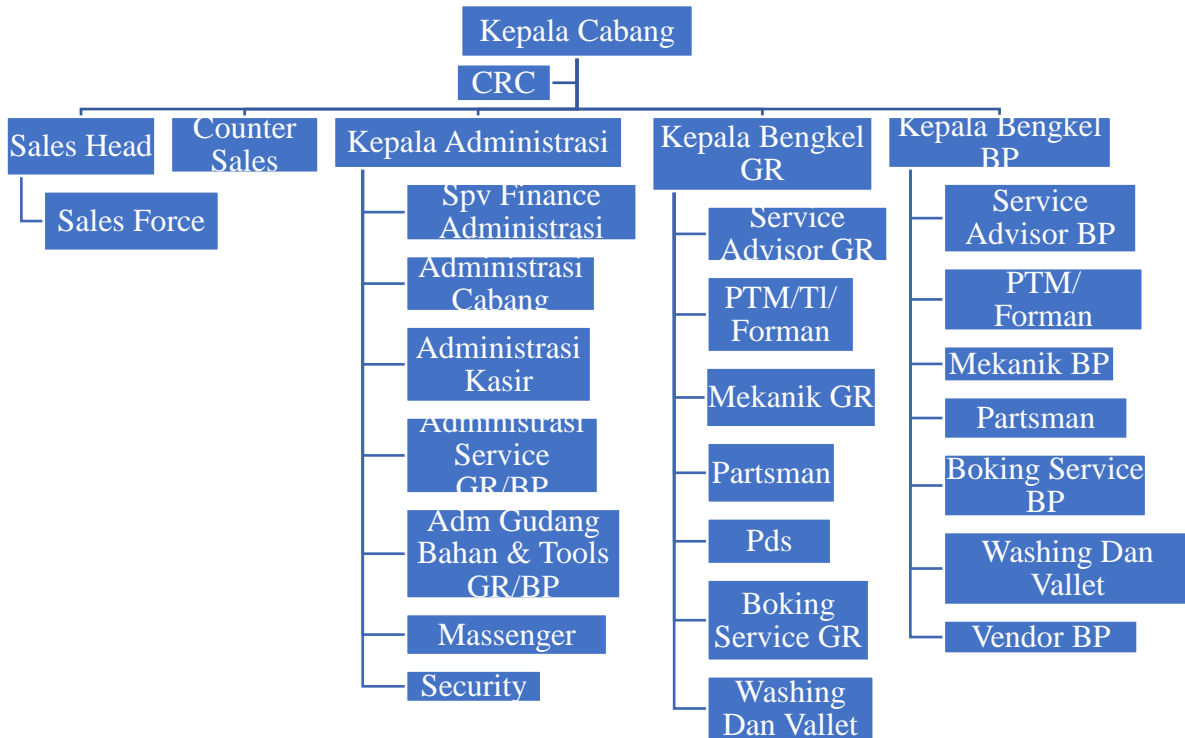 Kepala Cabang
CRC
Sales Head
Sales Force
Counter
Sales
Kepala Administrasi
Spv Finance
Administrasi
Administrasi
Cabang
Administrasi
Kasir
Administrasi
Service
GR/BP
Adm Gudang
Bahan & Tools
GR/BP
Massenger
Security
Kepala Bengkel
GR
Service
Advisor GR
PTM/Tl/
Forman
Mekanik GR
Partsman
Pds
Boking
Service GR
Washing
Dan Vallet
Kepala Bengkel
BP
Service
Advisor BP
PTM/
Forman
Mekanik BP
Partsman
Boking Service
BP
Washing Dan
Vallet
Vendor BP